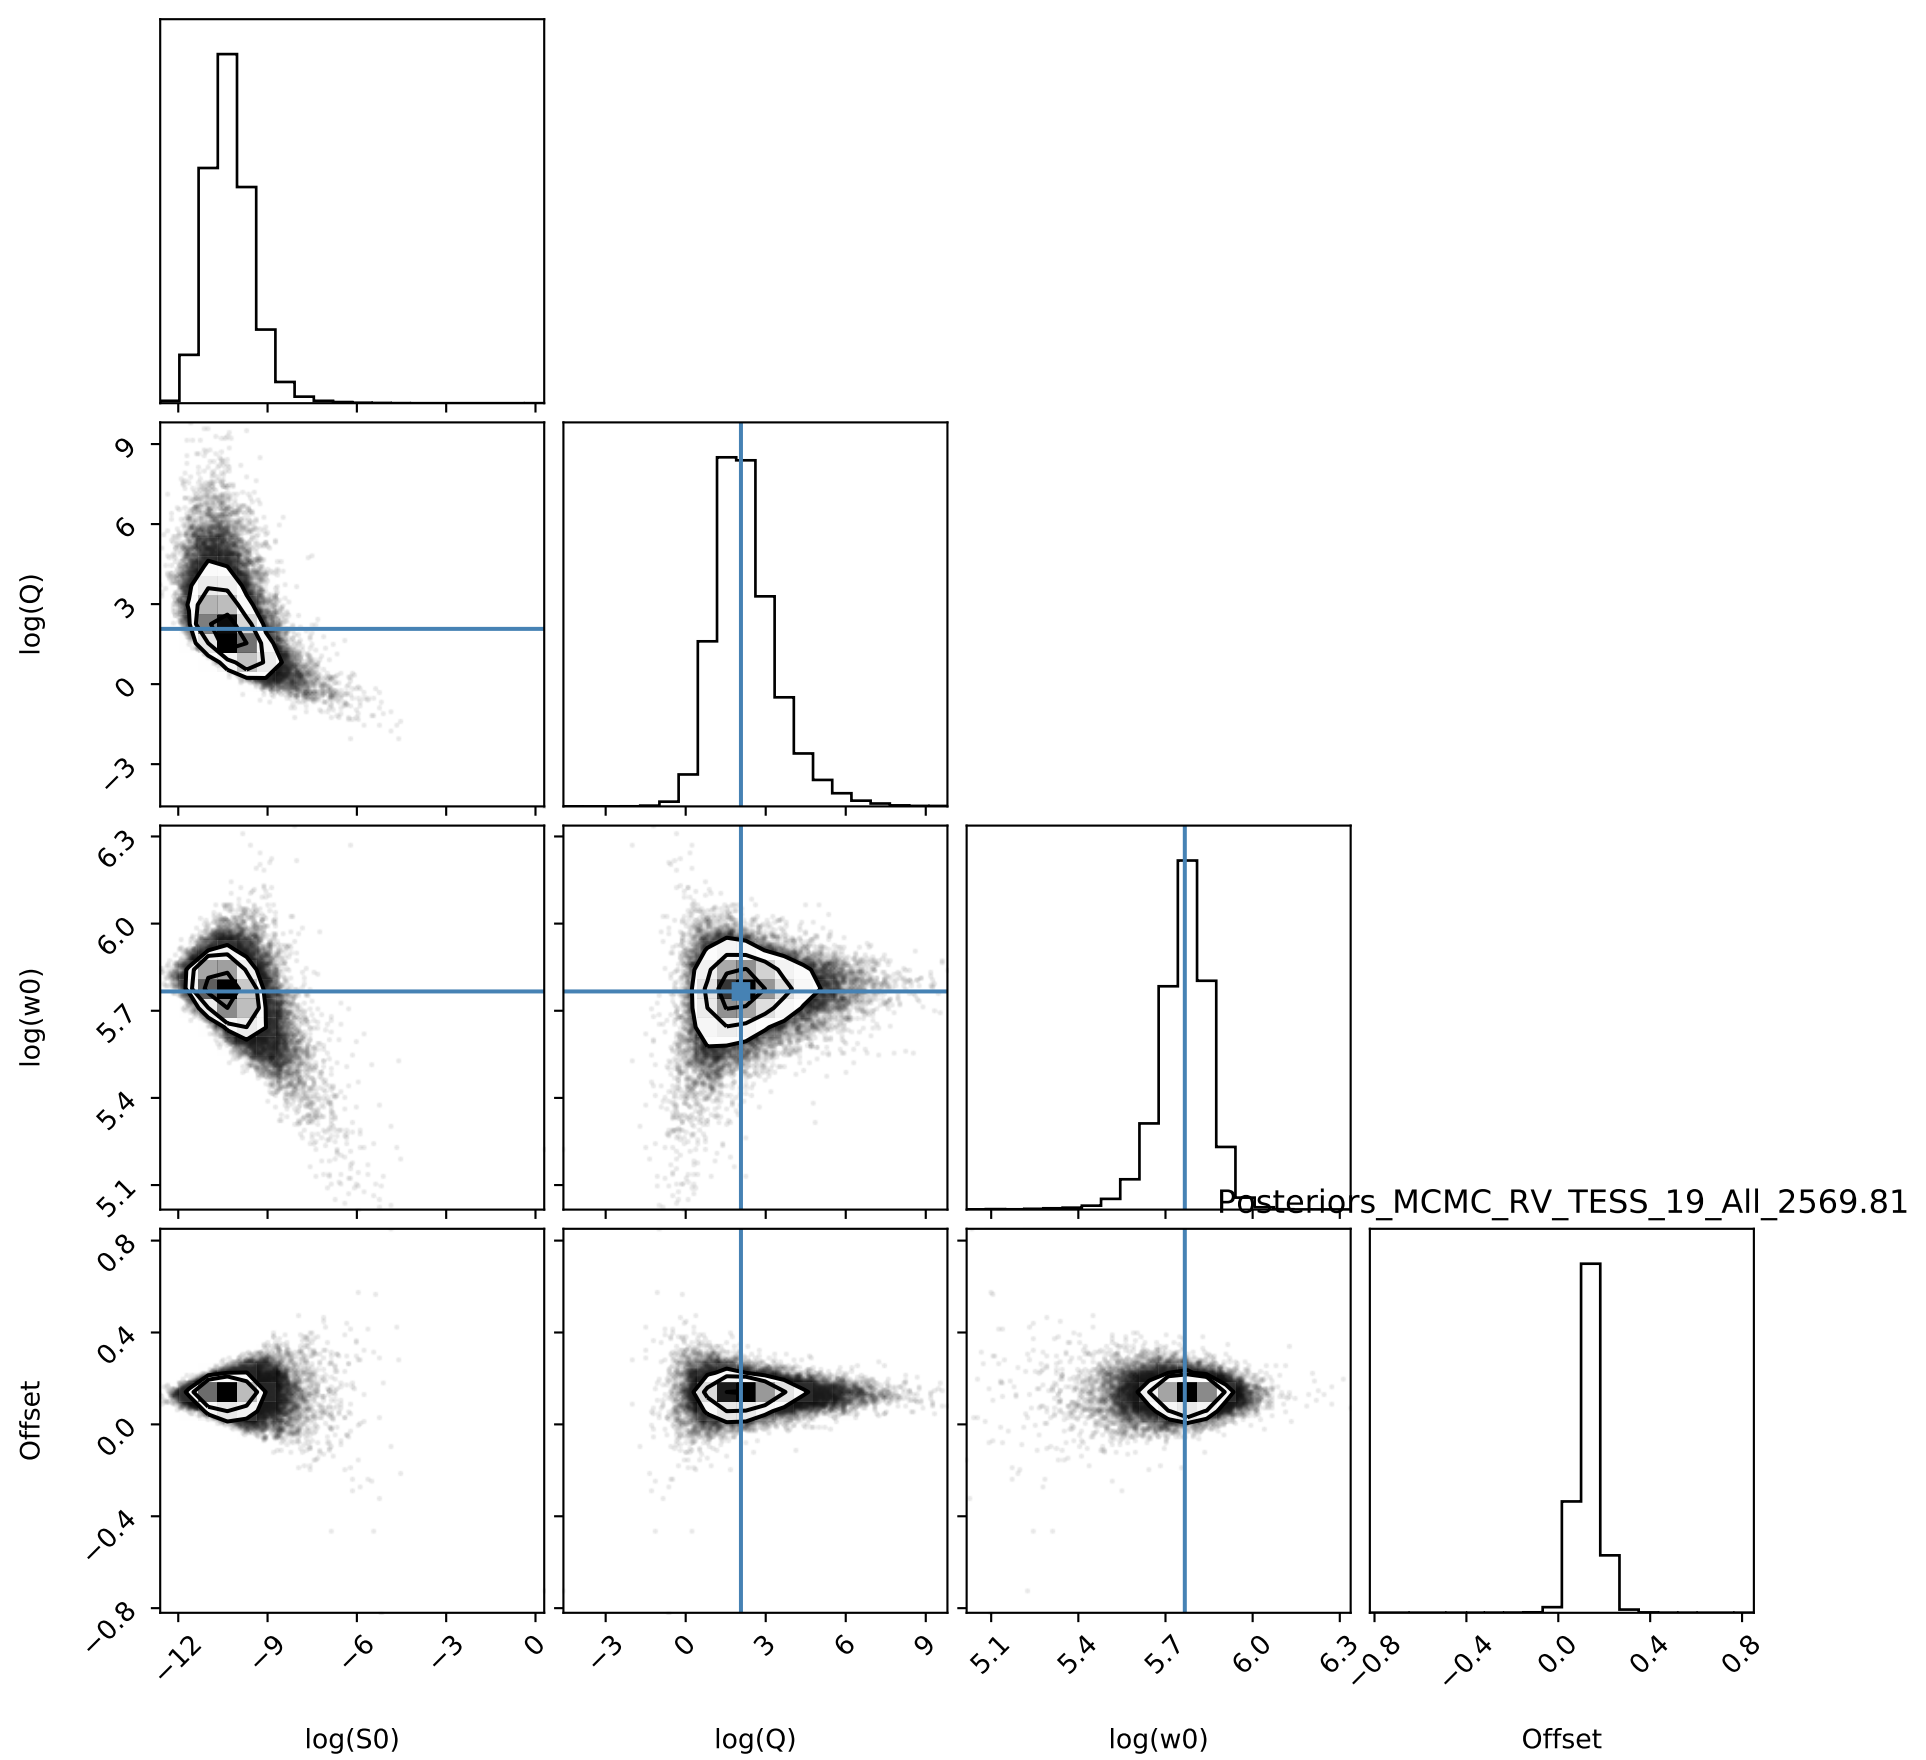 9
6
3
0
−3
log(Q)
6.3
6.0
5.7
5.4
5.1
log(w0)
Posteriors_MCMC_RV_TESS_19_All_2569.81
0.8
0.4
0.0
−0.4
−0.8
Offset
−12 −9 −6 −3 0
−3 0 3 6 9
5.1 5.4 5.7 6.0 6.3
−0.8 −0.4 0.0 0.4 0.8
log(S0) log(Q) log(w0) Offset